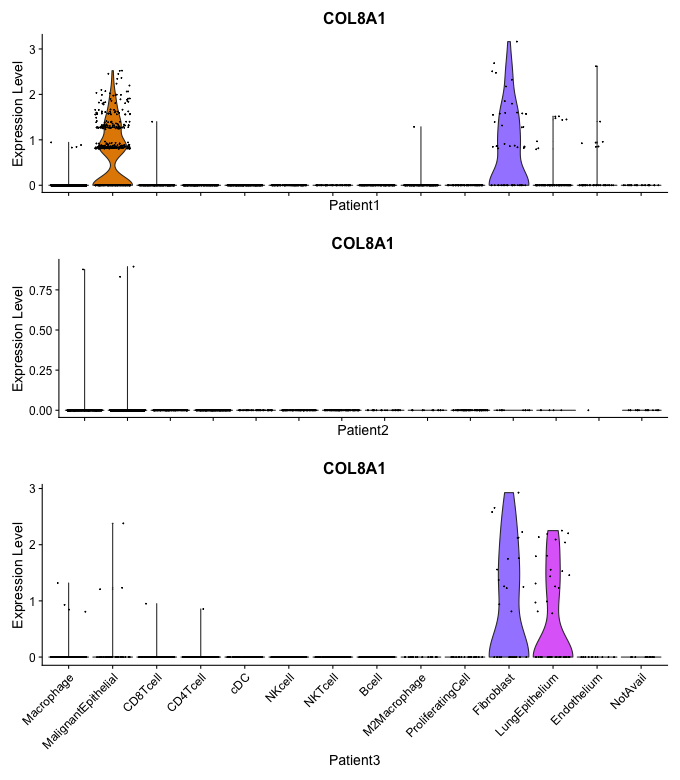 COL8A1
Expression Level
3
2
1
0
Patient1
COL8A1
Expression Level
0.75
0.50
0.25
0.00
Patient2
COL8A1
Expression Level
3
2
1
0
Macrophage
MalignantEpithelial
CD8Tcell
CD4Tcell
cDC
NKcell
NKTcell
Bcell
M2Macrophage
ProliferatingCell
Fibroblast
LungEpithelium
Endothelium
NotAvail
Patient3